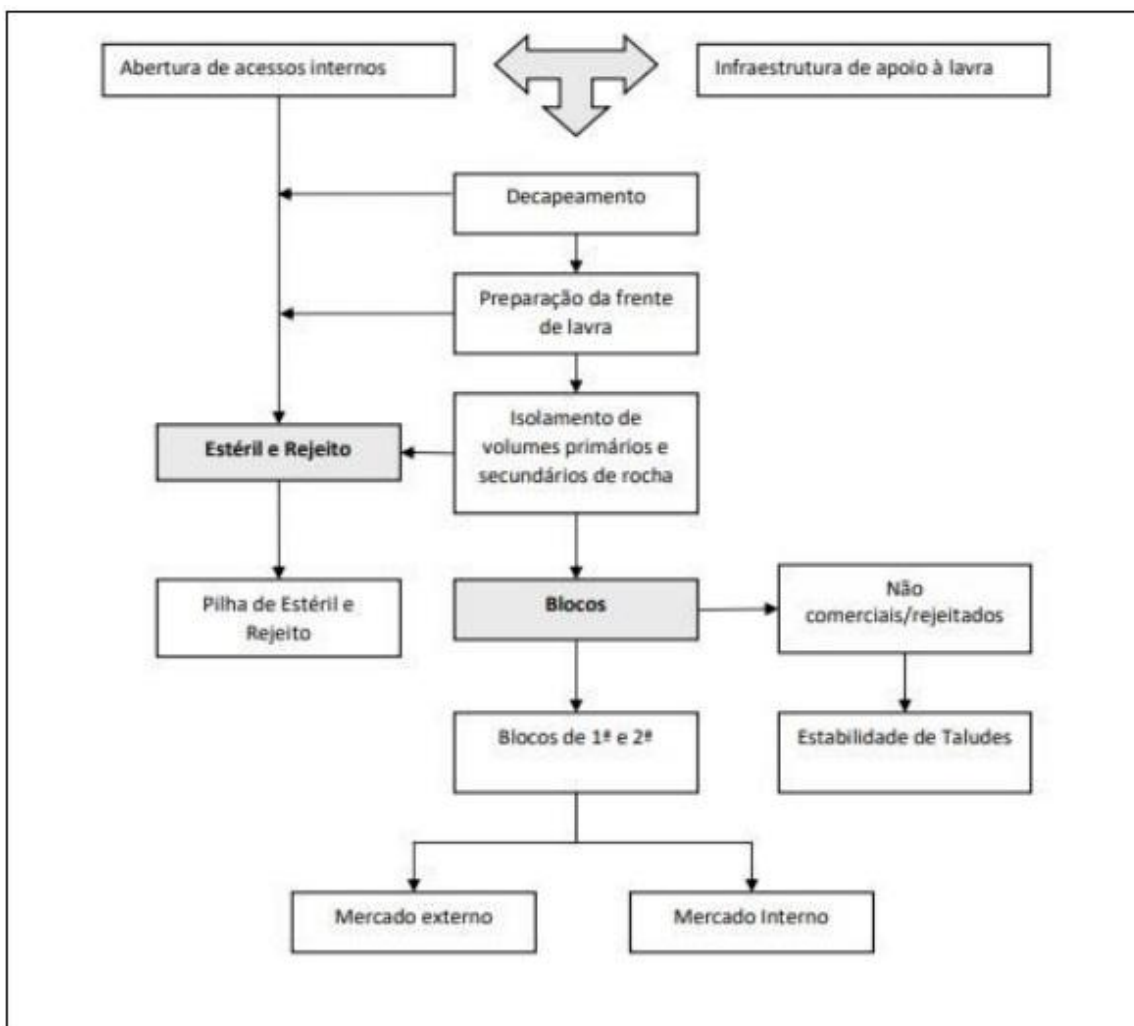 Abertura de acessos internos
Infraestrutura de apoio à lavra
Decapeamento
Preparação da frente
de lavra
Isolamento de
volumes primários e
secundários de rocha
Estéril e Rejeito
Pilha de Estéril e
Rejeito
Blocos
Não
comerciais/rejeitados
Blocos de 1ª e 2ª
Estabilidade de Taludes
Mercado externo
Mercado Interno